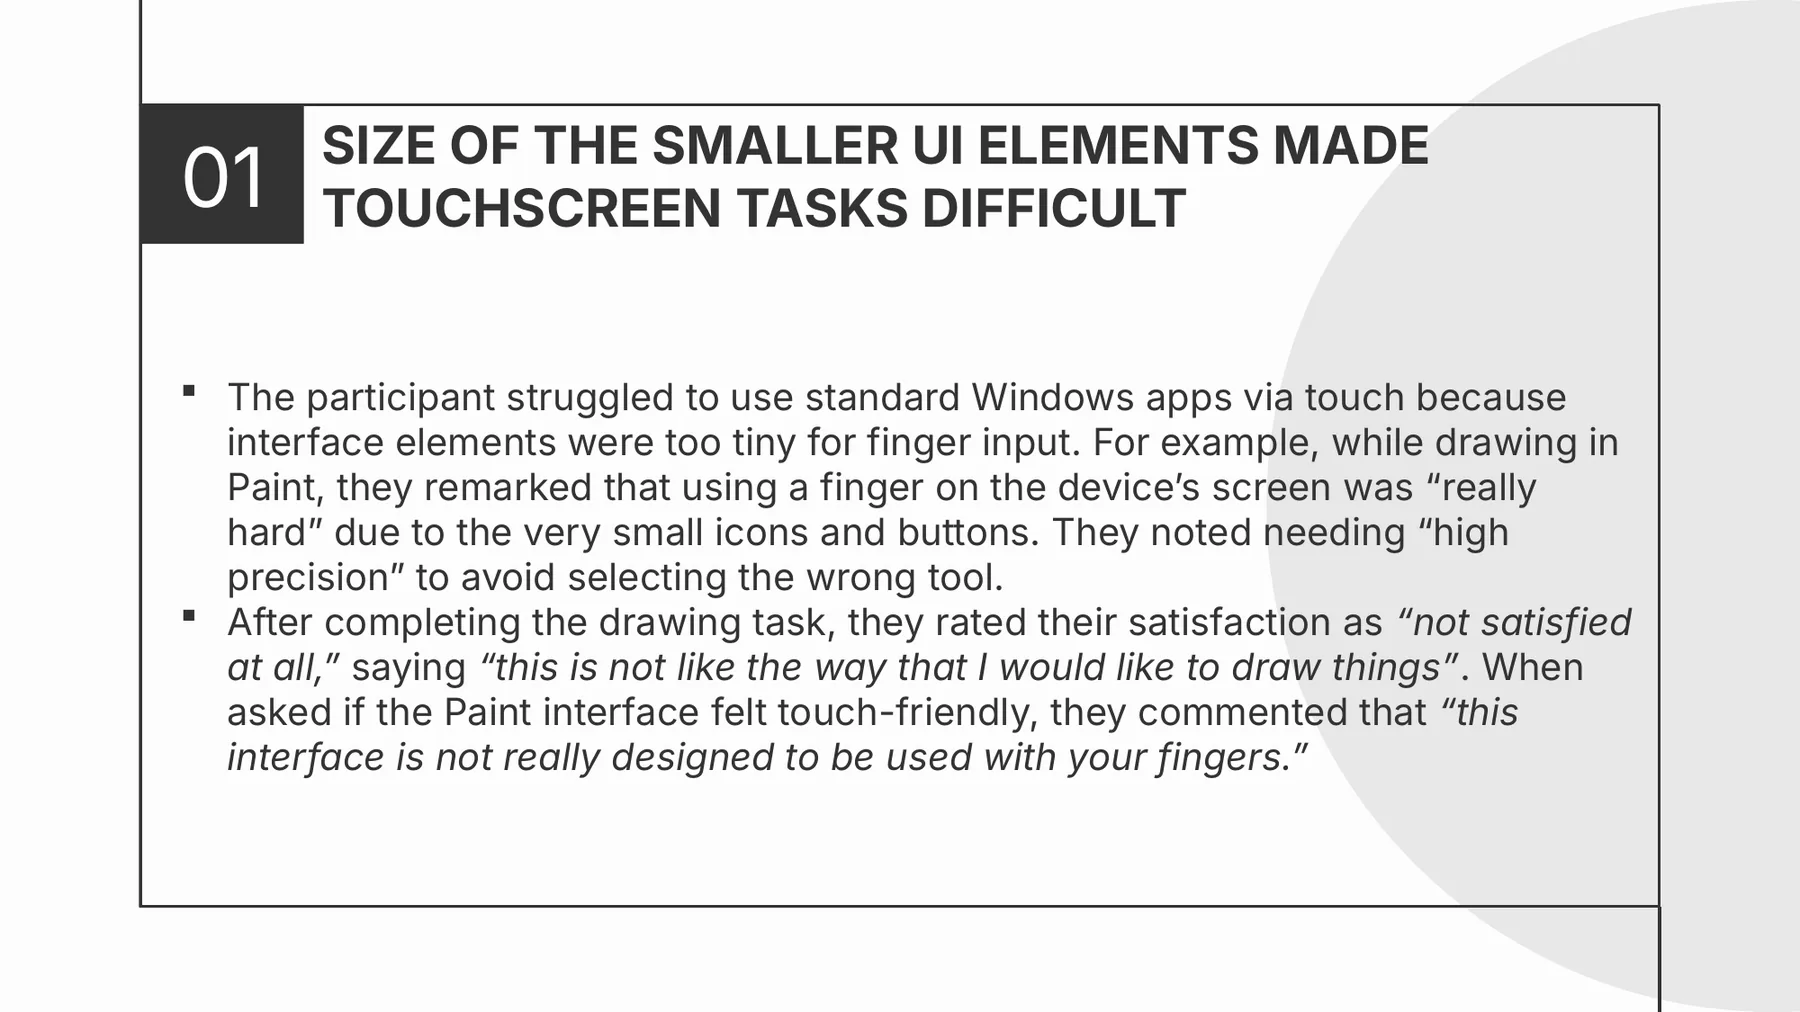 01
SIZE OF THE SMALLER UI ELEMENTS MADE
TOUCHSCREEN TASKS DIFFICULT
▪ The participant struggled to use standard Windows apps via touch because
interface elements were too tiny for finger input. For example, while drawing in
Paint, they remarked that using a finger on the device’s screen was “really
hard” due to the very small icons and buttons. They noted needing “high
precision” to avoid selecting the wrong tool.
▪ After completing the drawing task, they rated their satisfaction as “not satisfied
at all,” saying “this is not like the way that I would like to draw things”. When
asked if the Paint interface felt touch-friendly, they commented that “this
interface is not really designed to be used with your fingers.”